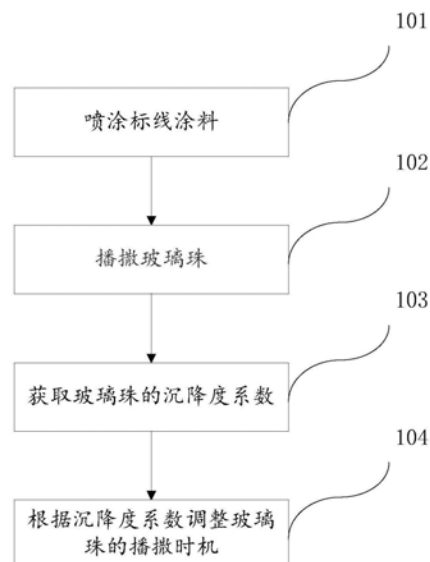 101
喷涂标线涂料
102
播撒玻璃珠
103
获取玻璃珠的沉降度系数
104
根据沉降度系数调整玻璃
珠的播撒时机